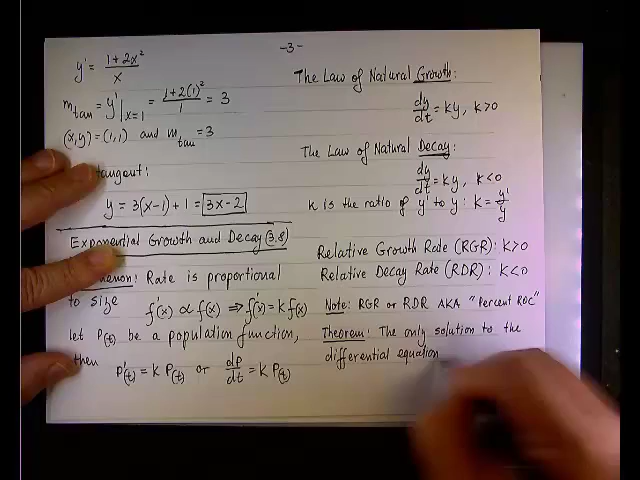 -3-
y' = 1+2x² / x
m_tan = y'|x=1 = 1+2(1)² / 1 = 3
(x,y) = (1,1) and m_tan = 3
tangent:
y = 3(x-1)+1 = 3x-2
Exponential Growth and Decay (3.8)
Rate is proportional
to size f'(x) ∝ f(x) ⇒ f'(x) = k f(x)
let P(t) be a population function,
then P'(t) = k P(t) or dP/dt = k P(t)
The Law of Natural Growth:
dy/dt = ky, k>0
The Law of Natural Decay:
dy/dt = ky, k<0
k is the ratio of y' to y: k = y'/y
Relative Growth Rate (RGR): k>0
Relative Decay Rate (RDR): k<0
Note: RGR or RDR AKA "Percent ROC"
Theorem: The only solution to the
differential equation